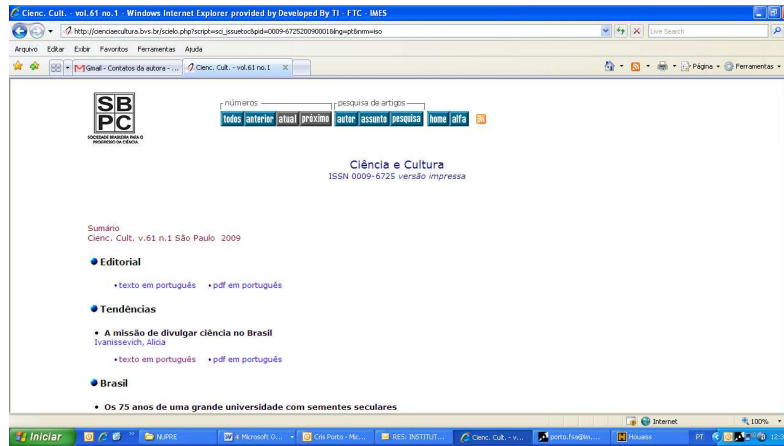 Cienc. Cult. - vol.61 no.1 - Windows Internet Explorer provided by Developed By TI - FTC - IMES
http://cienciaecultura.bvs.br/scielo.php?script=sci_issuetoc&pid=0009-672520090001&lng=pt&nrm=iso
Live Search
Arquivo Editar Exibir Favoritos Ferramentas Ajuda
Gmail - Contatos da autora - ... Cienc. Cult. - vol.61 no.1 X Página Ferramentas
SB
PC
SOCIEDADE BRASILEIRA PARA O
PROGRESSO DA CIÊNCIA
números pesquisa de artigos
todos anterior atual próximo autor assunto pesquisa home alfa
Ciência e Cultura
ISSN 0009-6725 versão impressa
Sumário
Cienc. Cult. v.61 n.1 São Paulo 2009
Editorial
• texto em português • pdf em português
Tendências
• A missão de divulgar ciência no Brasil
Ivanissevich, Alicia
• texto em português • pdf em português
Brasil
• Os 75 anos de uma grande universidade com sementes seculares
Internet 100%
Iniciar NUPRE 4 Microsoft O... Cris Porto - Mic... RES: INSTITUT... Cienc. Cult. - v... porto.fsa@im.... Houaiss PT